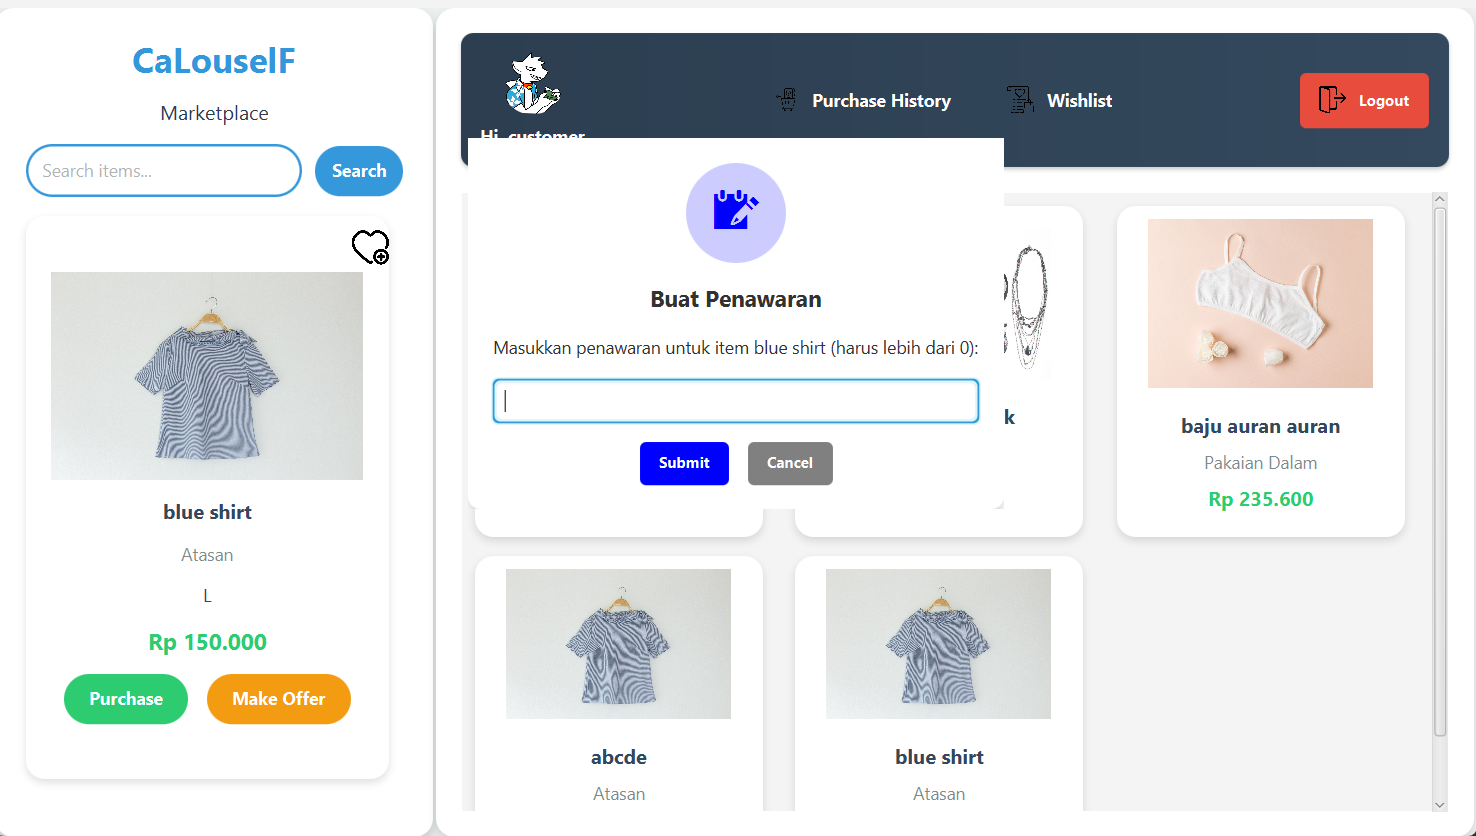 CaLouselF
Marketplace
Search items...
Search
blue shirt
Atasan
L
Rp 150.000
Purchase
Make Offer
Hi, customer
Purchase History
Wishlist
Logout
Buat Penawaran
Masukkan penawaran untuk item blue shirt (harus lebih dari 0):
Submit
Cancel
k
baju auran auran
Pakaian Dalam
Rp 235.600
abcde
Atasan
blue shirt
Atasan